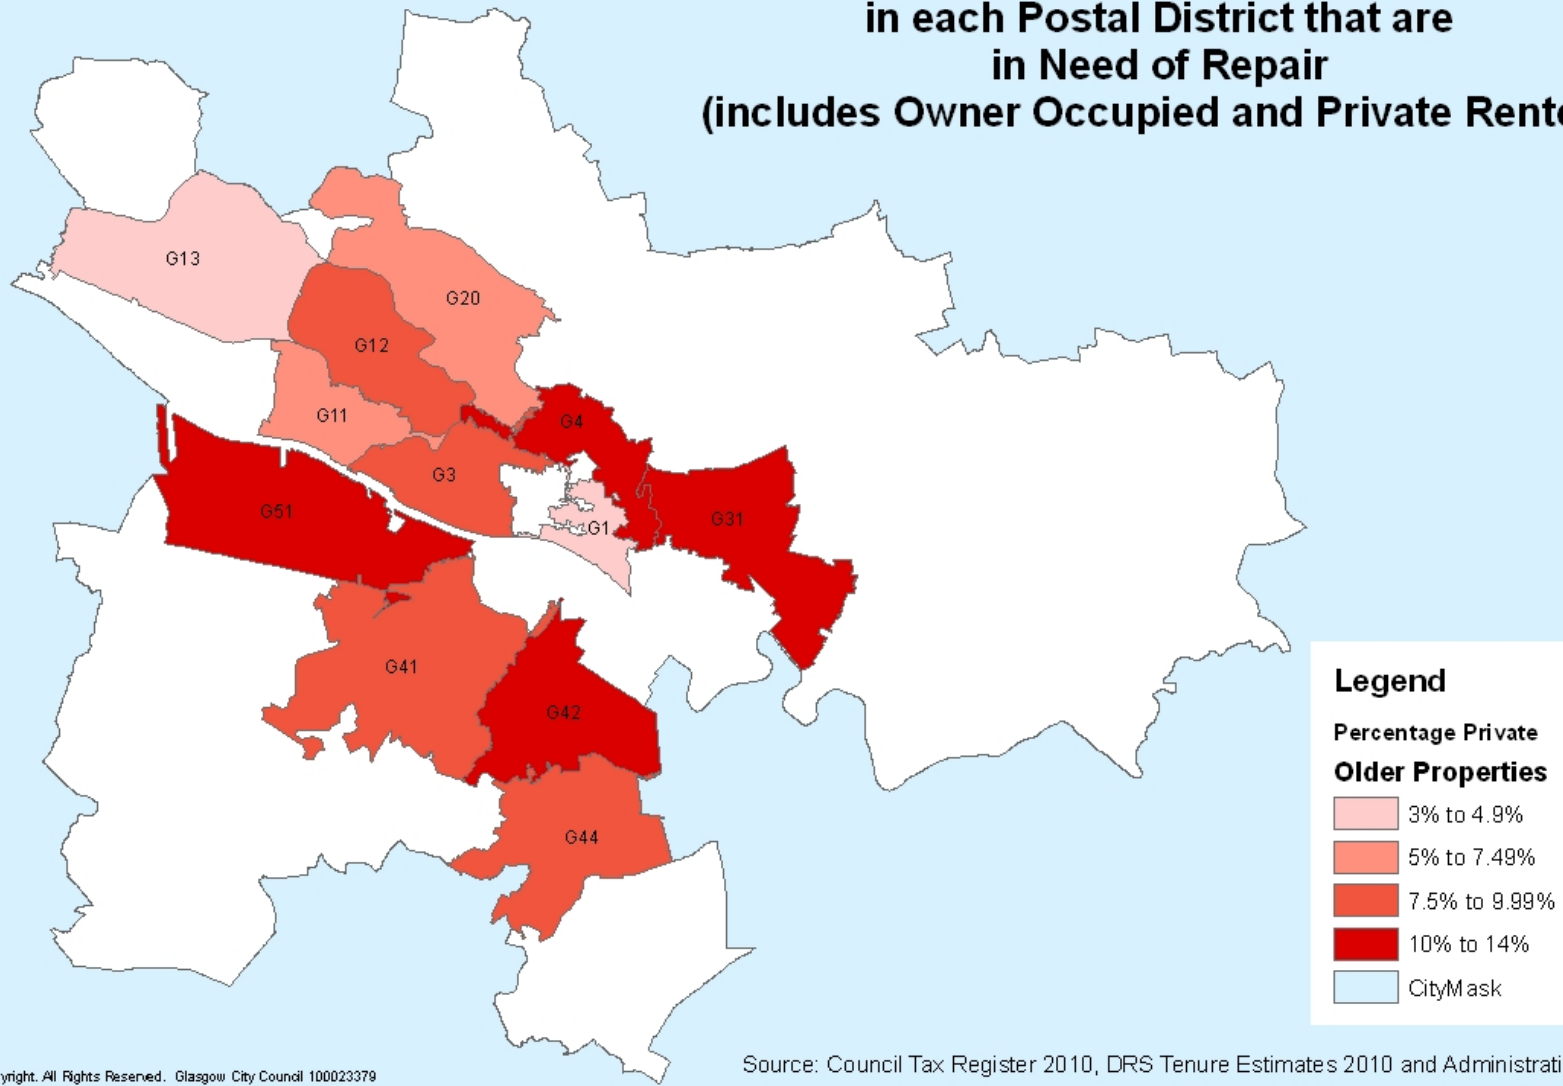 in each Postal District that are
in Need of Repair
(includes Owner Occupied and Private
G13
G20
G12
G11
G4
G3
G51
G1
G31
G41
G42
G44
Legend
Percentage Private
Older Properties
3% to 4.9%
5% to 7.49%
7.5% to 9.99%
10% to 14%
CityMask
Source: Council Tax Register 2010, DRS Tenure Estimates 2010 and
All Rights Reserved. Glasgow City Council 100023379